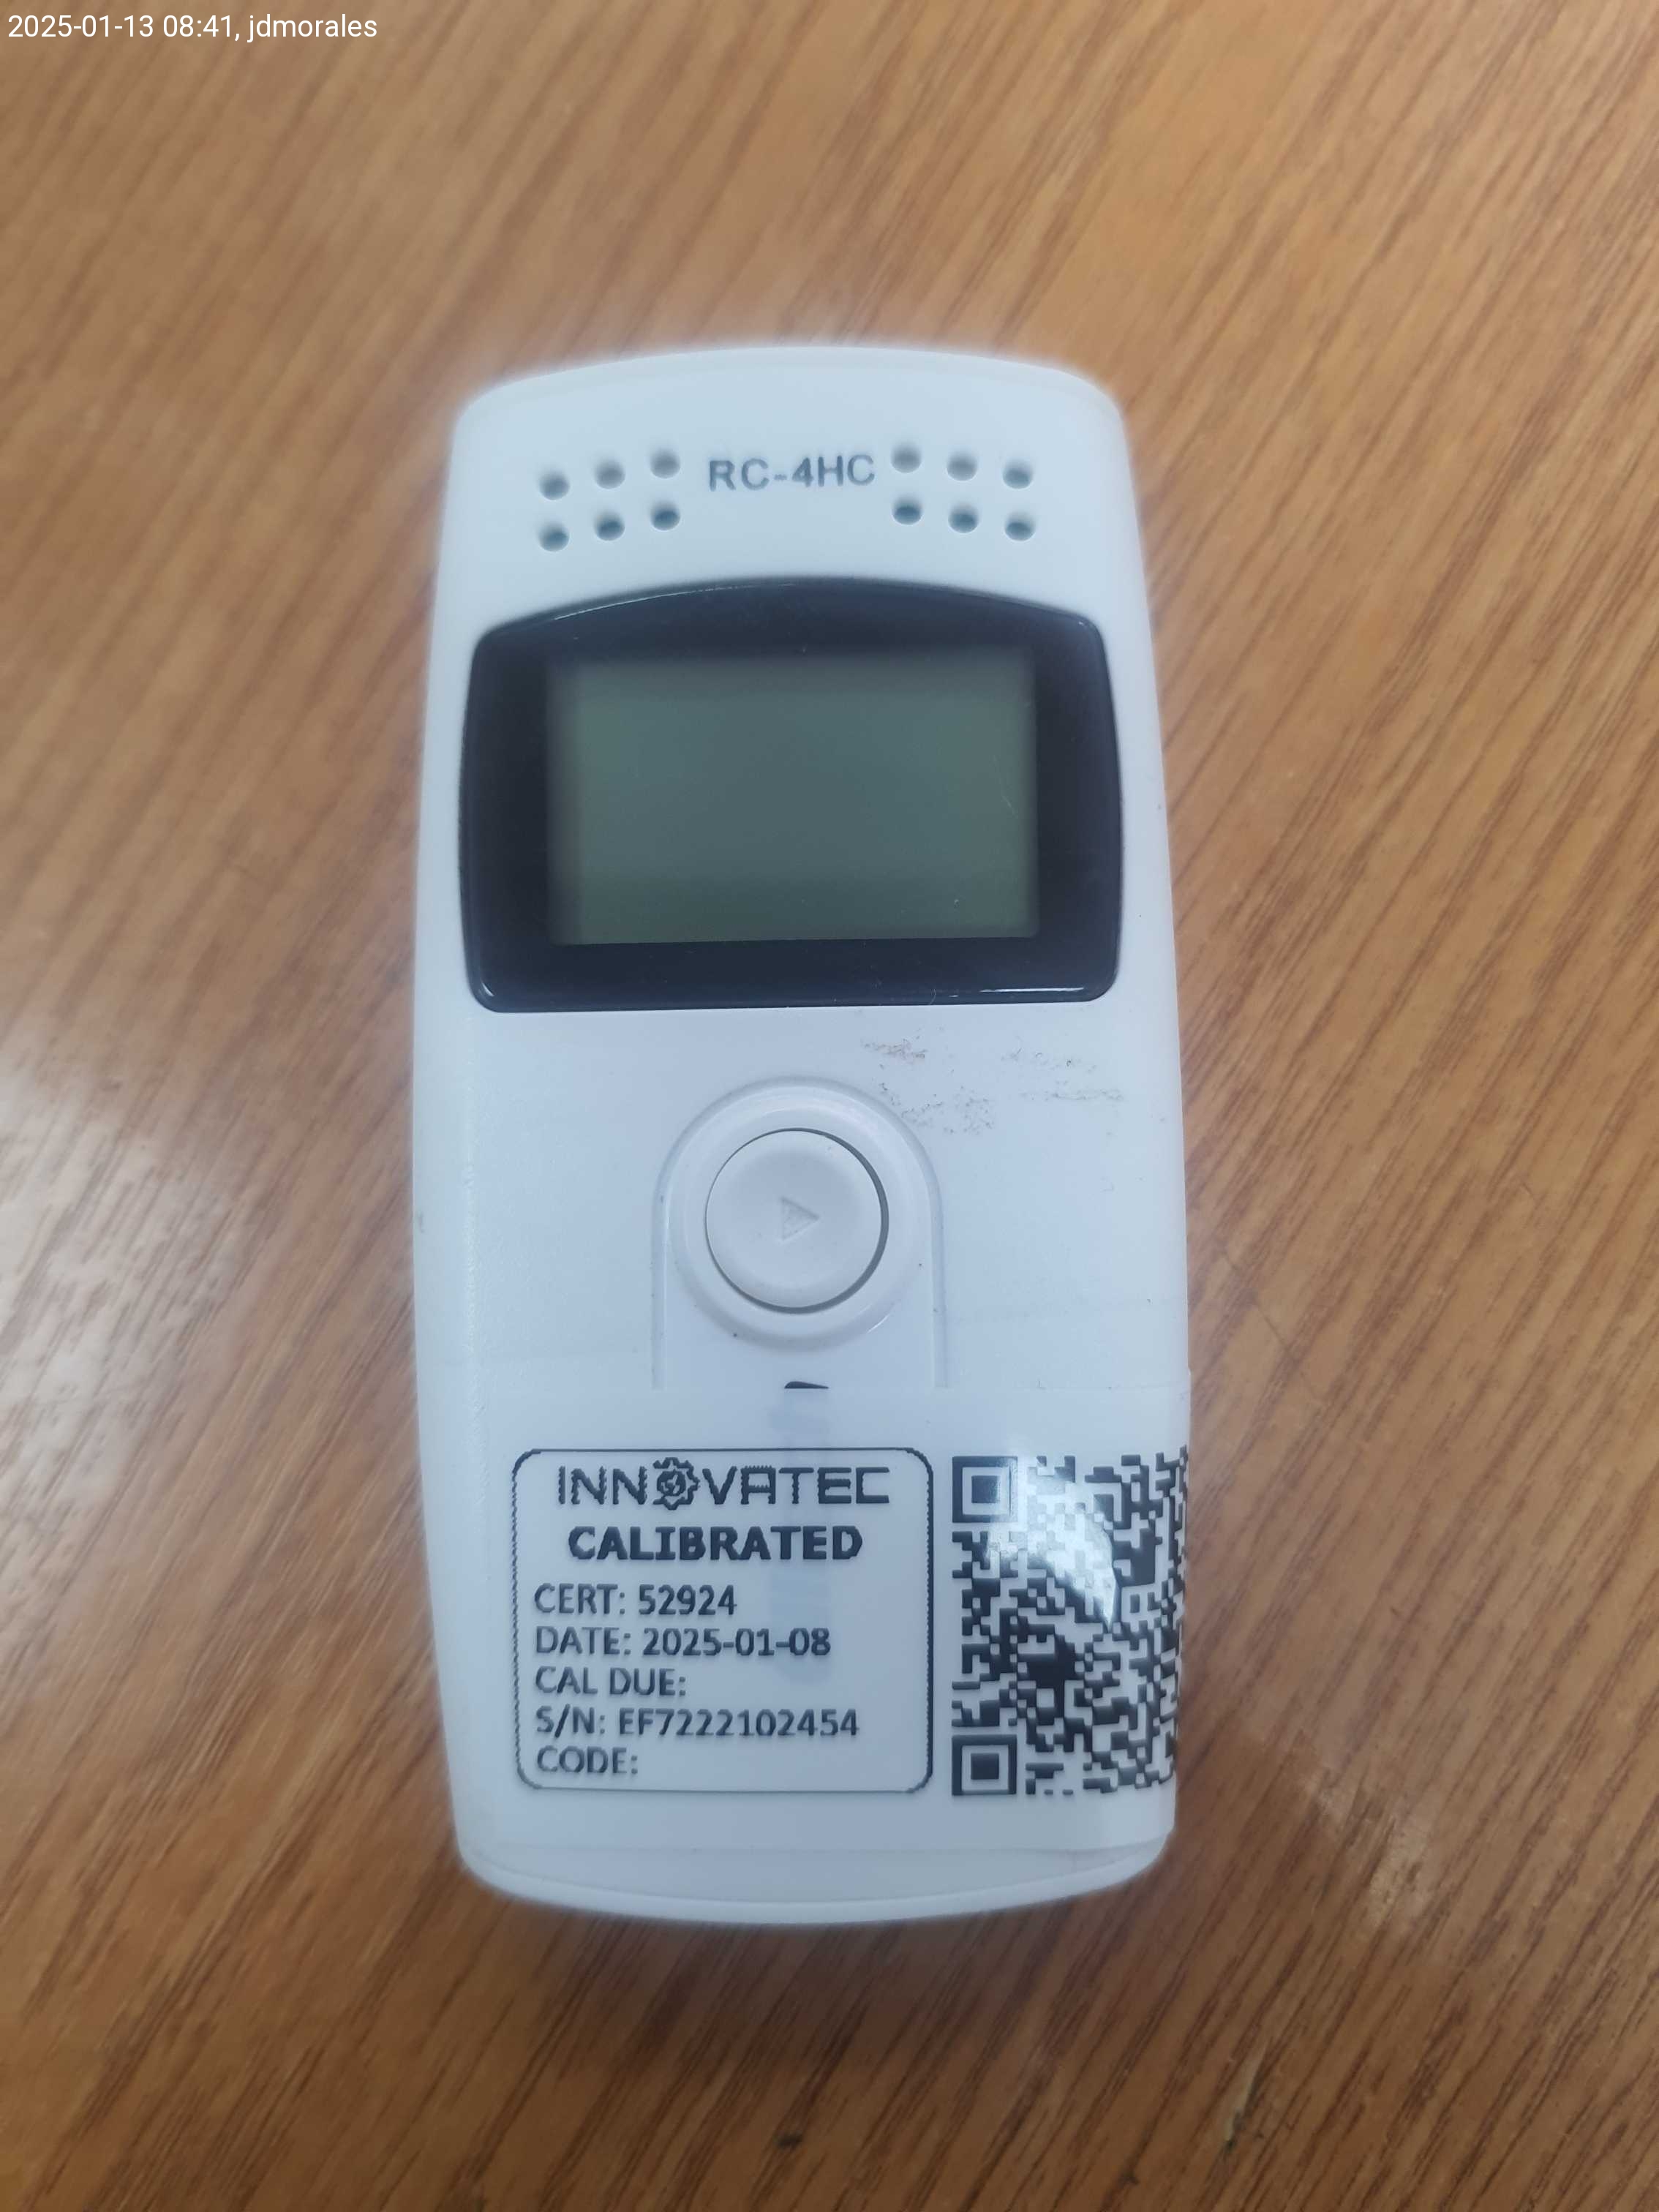 2025-01-13 08:41, jdmorales
RC-4HC
INNOVATEC
CALIBRATED
CERT: 52924
DATE: 2025-01-08
CAL DUE:
S/N: EF7222102454
CODE: